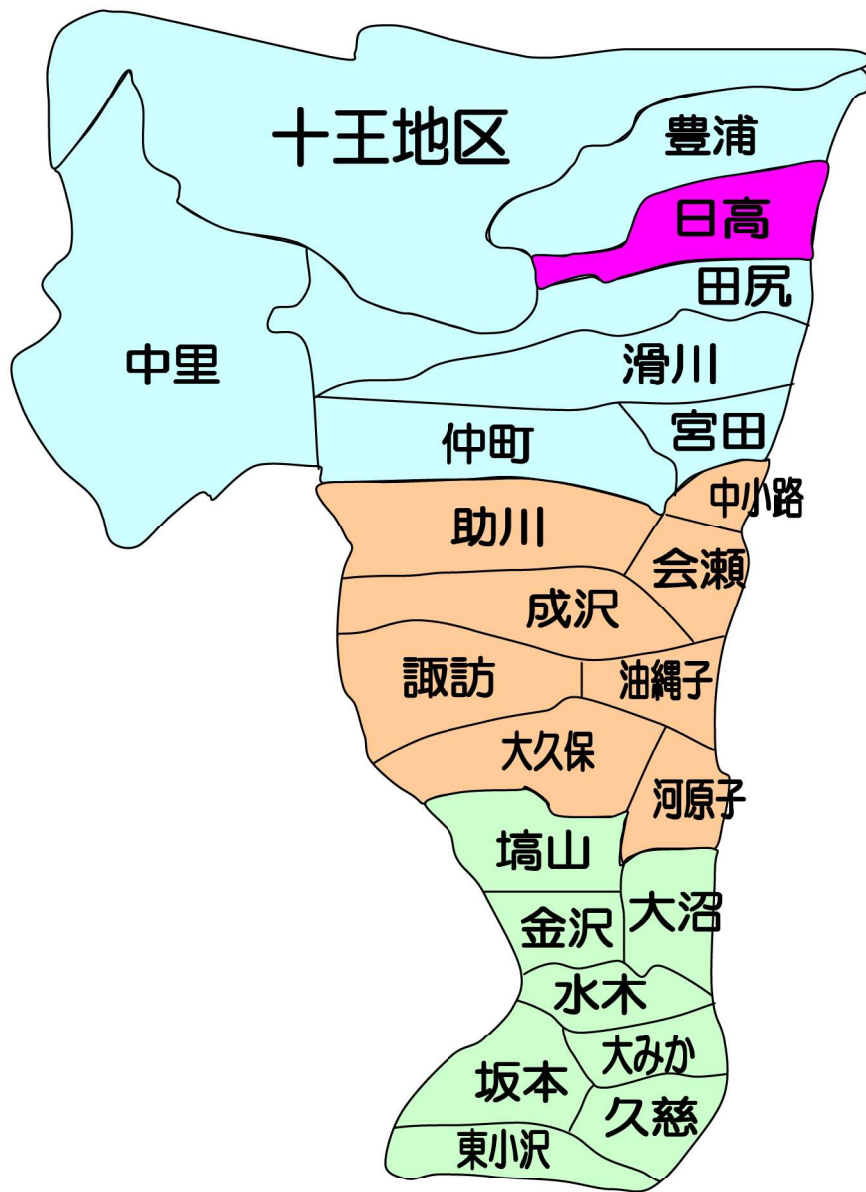 十王地区
豊浦
日高
田尻
中里
滑川
宮田
仲町
中小路
助川
会瀬
成沢
諏訪
油縄子
大久保
河原子
塙山
大沼
金沢
水木
大みか
坂本
久慈
東小沢